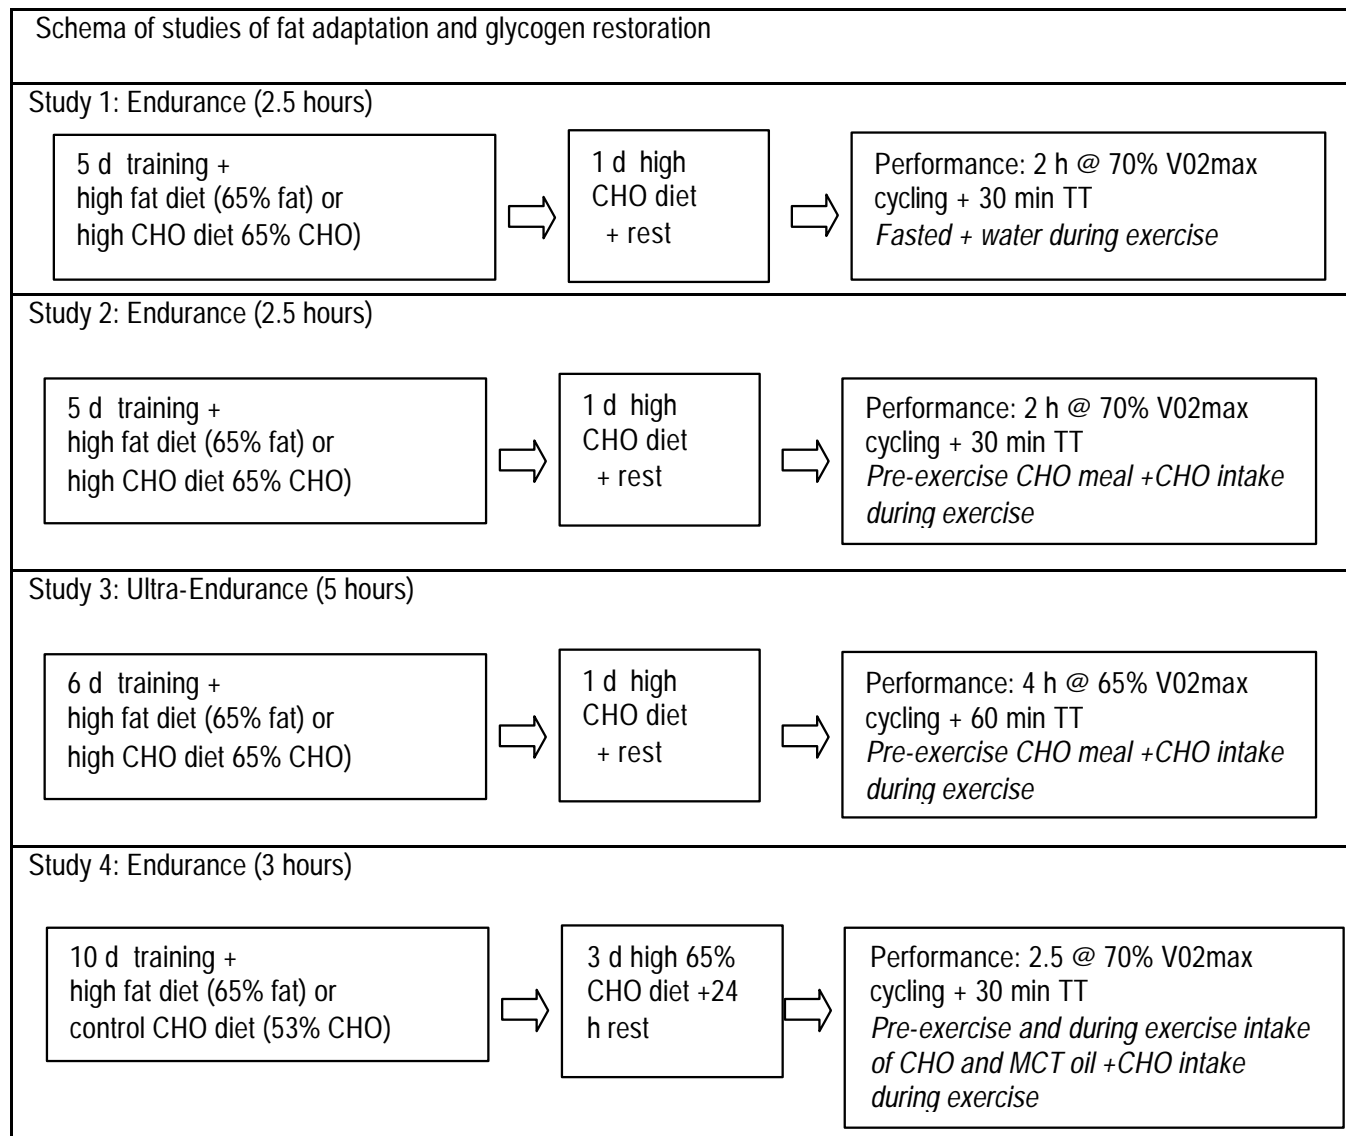 Schema of studies of fat adaptation and glycogen restoration
Study 1: Endurance (2.5 hours)
5 d training +
high fat diet (65% fat) or
high CHO diet 65% CHO)
1 d high
CHO diet
+ rest
Performance: 2 h @ 70% V02max
cycling + 30 min TT
Fasted + water during exercise
Study 2: Endurance (2.5 hours)
5 d training +
high fat diet (65% fat) or
high CHO diet 65% CHO)
1 d high
CHO diet
+ rest
Performance: 2 h @ 70% V02max
cycling + 30 min TT
Pre-exercise CHO meal +CHO intake
during exercise
Study 3: Ultra-Endurance (5 hours)
6 d training +
high fat diet (65% fat) or
high CHO diet 65% CHO)
1 d high
CHO diet
+ rest
Performance: 4 h @ 65% V02max
cycling + 60 min TT
Pre-exercise CHO meal +CHO intake
during exercise
Study 4: Endurance (3 hours)
10 d training +
high fat diet (65% fat) or
control CHO diet (53% CHO)
3 d high 65%
CHO diet +24
h rest
Performance: 2.5 @ 70% V02max
cycling + 30 min TT
Pre-exercise and during exercise intake
of CHO and MCT oil +CHO intake
during exercise